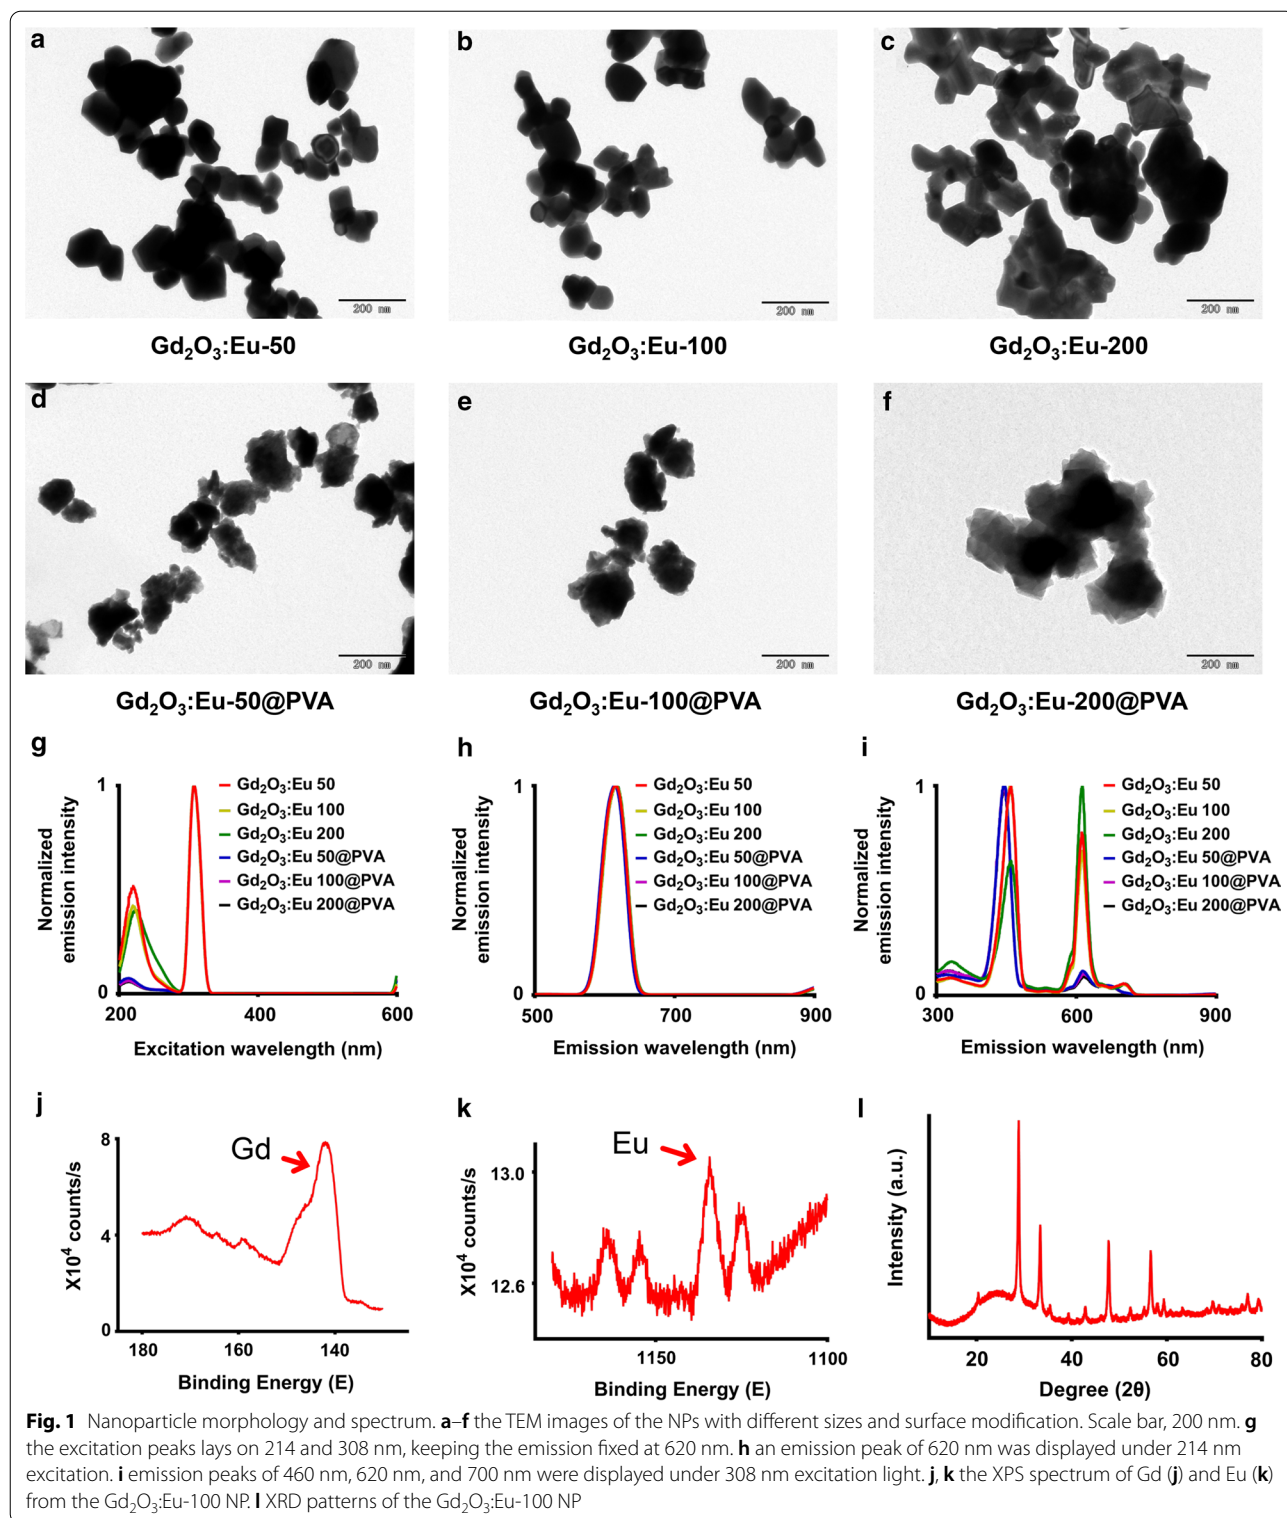 a
b
c
200 nm
200 nm
200 nm
Gd₂O₃:Eu-50
Gd₂O₃:Eu-100
Gd₂O₃:Eu-200
d
e
f
200 nm
200 nm
200 nm
Gd₂O₃:Eu-50@PVA
Gd₂O₃:Eu-100@PVA
Gd₂O₃:Eu-200@PVA
g
Normalized
emission intensity
1
0
200
400
600
Excitation wavelength (nm)
Gd₂O₃:Eu 50
Gd₂O₃:Eu 100
Gd₂O₃:Eu 200
Gd₂O₃:Eu 50@PVA
Gd₂O₃:Eu 100@PVA
Gd₂O₃:Eu 200@PVA
h
Normalized
emission intensity
1
0
500
700
900
Emission wavelength (nm)
Gd₂O₃:Eu 50
Gd₂O₃:Eu 100
Gd₂O₃:Eu 200
Gd₂O₃:Eu 50@PVA
Gd₂O₃:Eu 100@PVA
Gd₂O₃:Eu 200@PVA
i
Normalized
emission intensity
1
0
300
600
900
Emission wavelength (nm)
Gd₂O₃:Eu 50
Gd₂O₃:Eu 100
Gd₂O₃:Eu 200
Gd₂O₃:Eu 50@PVA
Gd₂O₃:Eu 100@PVA
Gd₂O₃:Eu 200@PVA
j
X10⁴ counts/s
8
4
0
Gd
180
160
140
Binding Energy (E)
k
X10⁴ counts/s
13.0
12.6
Eu
1150
1100
Binding Energy (E)
l
Intensity (a.u.)
20
40
60
80
Degree (2θ)
Fig. 1 Nanoparticle morphology and spectrum. a–f the TEM images of the NPs with different sizes and surface modification. Scale bar, 200 nm. g
the excitation peaks lays on 214 and 308 nm, keeping the emission fixed at 620 nm. h an emission peak of 620 nm was displayed under 214 nm
excitation. i emission peaks of 460 nm, 620 nm, and 700 nm were displayed under 308 nm excitation light. j, k the XPS spectrum of Gd (j) and Eu (k)
from the Gd₂O₃:Eu-100 NP. l XRD patterns of the Gd₂O₃:Eu-100 NP